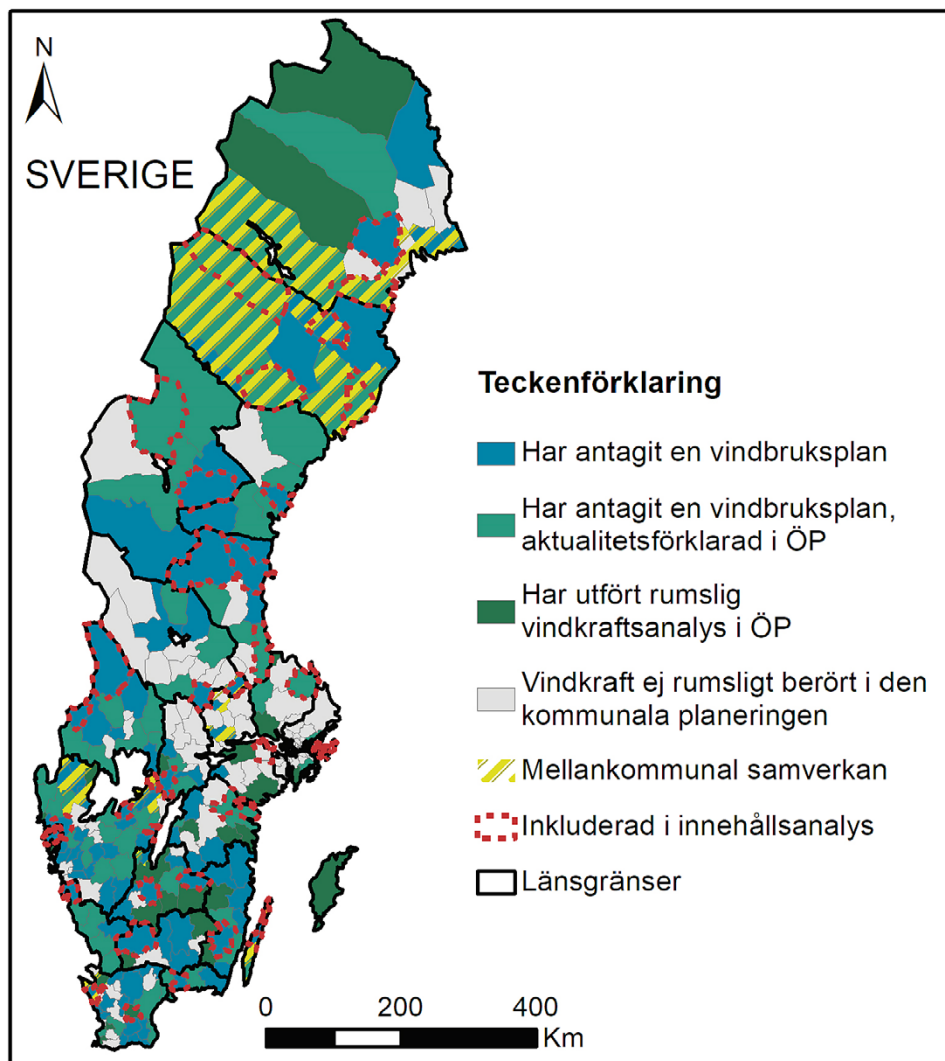 N
SVERIGE
Teckenförklaring
Har antagit en vindbruksplan
Har antagit en vindbruksplan,
aktualitetsförklarad i ÖP
Har utfört rumslig
vindkraftsanalys i ÖP
Vindkraft ej rumsligt berört i den
kommunala planeringen
Mellankommunal samverkan
Inkluderad i innehållsanalys
Länsgränser
0 200 400
Km